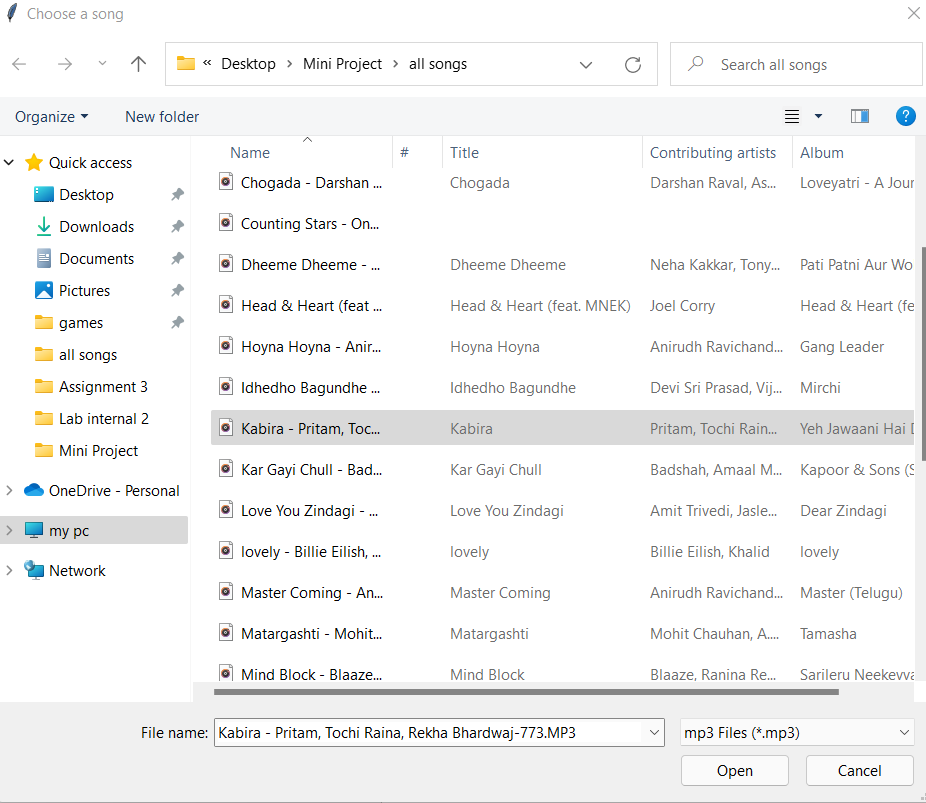 Choose a song
« Desktop › Mini Project › all songs
Search all songs
Organize New folder
?
Name # Title Contributing artists Album
Quick access
Desktop
Downloads
Documents
Pictures
games
all songs
Assignment 3
Lab internal 2
Mini Project
OneDrive - Personal
my pc
Network
Chogada - Darshan ... Chogada Darshan Raval, As... Loveyatri - A Jour
Counting Stars - On...
Dheeme Dheeme - ... Dheeme Dheeme Neha Kakkar, Tony... Pati Patni Aur Wo
Head & Heart (feat ... Head & Heart (feat. MNEK) Joel Corry Head & Heart (fe
Hoyna Hoyna - Anir... Hoyna Hoyna Anirudh Ravichand... Gang Leader
Idhedho Bagundhe ... Idhedho Bagundhe Devi Sri Prasad, Vij... Mirchi
Kabira - Pritam, Toc... Kabira Pritam, Tochi Rain... Yeh Jawaani Hai D
Kar Gayi Chull - Bad... Kar Gayi Chull Badshah, Amaal M... Kapoor & Sons (S
Love You Zindagi - ... Love You Zindagi Amit Trivedi, Jasle... Dear Zindagi
lovely - Billie Eilish, ... lovely Billie Eilish, Khalid lovely
Master Coming - An... Master Coming Anirudh Ravichand... Master (Telugu)
Matargashti - Mohit... Matargashti Mohit Chauhan, A.... Tamasha
Mind Block - Blaaze... Mind Block Blaaze, Ranina Re... Sarileru Neekevva
File name: Kabira - Pritam, Tochi Raina, Rekha Bhardwaj-773.MP3 mp3 Files (*.mp3)
Open Cancel